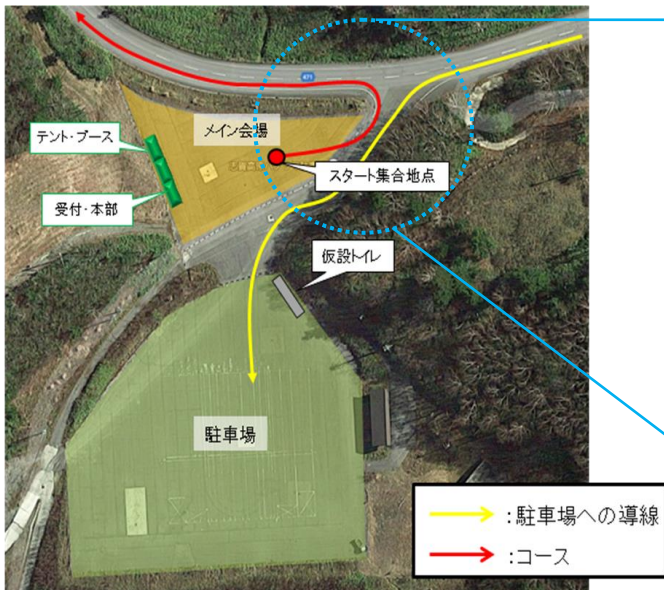 471
メイン会場
テント・ブース
スタート集合地点
受付・本部
仮設トイレ
駐車場
:駐車場への導線
:コース